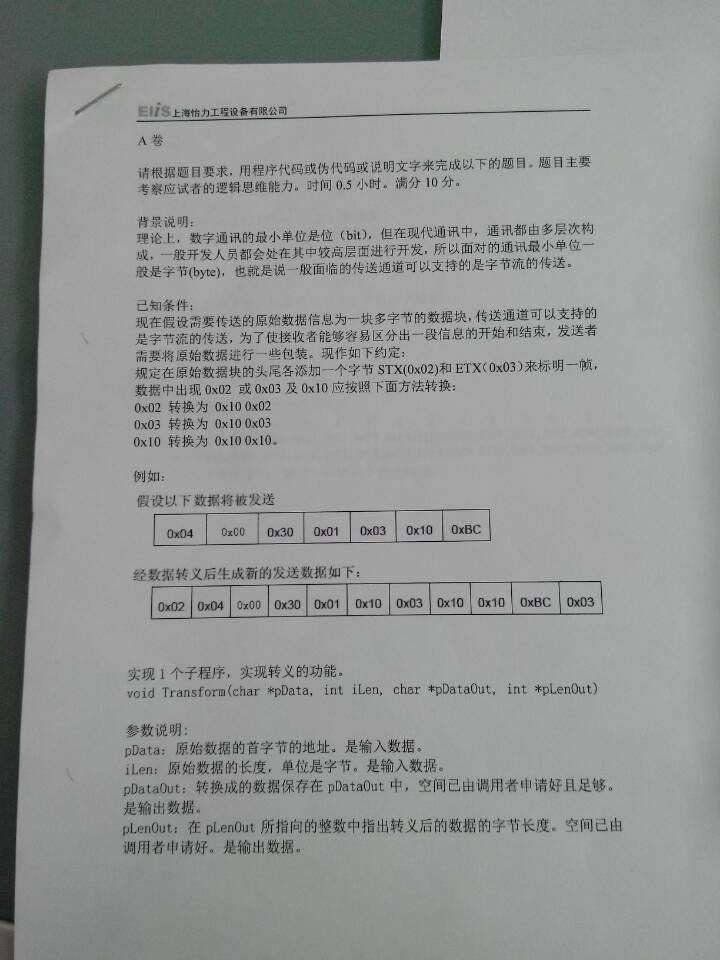 EliS上海怡力工程设备有限公司
A 卷
请根据题目要求，用程序代码或伪代码或说明文字来完成以下的题目。题目主要
考察应试者的逻辑思维能力。时间 0.5 小时。满分 10 分。
背景说明：
理论上，数字通讯的最小单位是位（bit），但在现代通讯中，通讯都由多层次构
成，一般开发人员都会处在其中较高层面进行开发，所以面对的通讯最小单位一
般是字节(byte)，也就是说一般面临的传送通道可以支持的是字节流的传送。
已知条件：
现在假设需要传送的原始数据信息为一块多字节的数据块，传送通道可以支持的
是字节流的传送，为了使接收者能够容易区分出一段信息的开始和结束，发送者
需要将原始数据进行一些包装。现作如下约定：
规定在原始数据块的头尾各添加一个字节 STX(0x02)和 ETX（0x03）来标明一帧，
数据中出现 0x02 或 0x03 及 0x10 应按照下面方法转换：
0x02 转换为 0x10 0x02
0x03 转换为 0x10 0x03
0x10 转换为 0x10 0x10。
例如：
假设以下数据将被发送
0x04 0x00 0x30 0x01 0x03 0x10 0xBC
经数据转义后生成新的发送数据如下：
0x02 0x04 0x00 0x30 0x01 0x10 0x03 0x10 0x10 0xBC 0x03
实现 1 个子程序，实现转义的功能。
void Transform(char *pData, int iLen, char *pDataOut, int *pLenOut)
参数说明：
pData：原始数据的首字节的地址。是输入数据。
iLen：原始数据的长度，单位是字节。是输入数据。
pDataOut：转换成的数据保存在 pDataOut 中，空间已由调用者申请好且足够。
是输出数据。
pLenOut：在 pLenOut 所指向的整数中指出转义后的数据的字节长度。空间已由
调用者申请好。是输出数据。